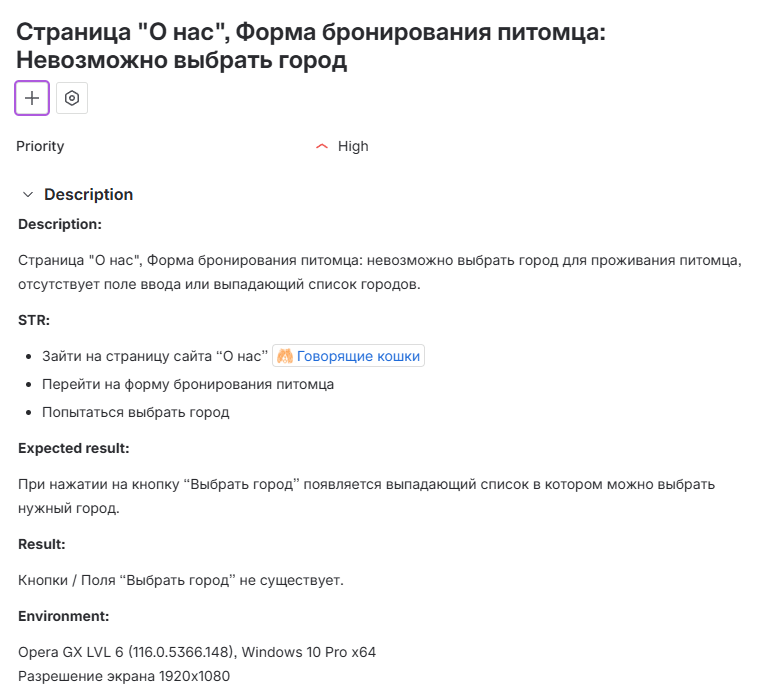 Страница "О нас", Форма бронирования питомца:
Невозможно выбрать город
Priority
High
Description
Description:
Страница "О нас", Форма бронирования питомца: невозможно выбрать город для проживания питомца,
отсутствует поле ввода или выпадающий список городов.
STR:
• Зайти на страницу сайта “О нас” Говорящие кошки
• Перейти на форму бронирования питомца
• Попытаться выбрать город
Expected result:
При нажатии на кнопку “Выбрать город” появляется выпадающий список в котором можно выбрать
нужный город.
Result:
Кнопки / Поля “Выбрать город” не существует.
Environment:
Opera GX LVL 6 (116.0.5366.148), Windows 10 Pro x64
Разрешение экрана 1920x1080